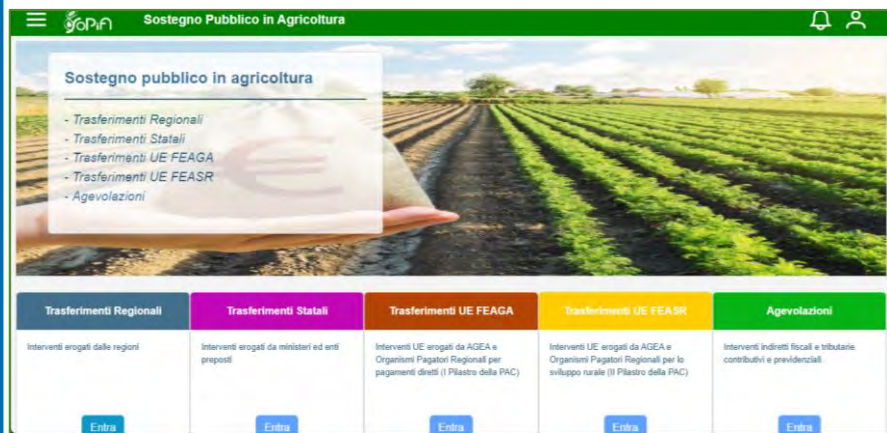 SOPIA Sostegno Pubblico in Agricoltura
Sostegno pubblico in agricoltura
- Trasferimenti Regionali
- Trasferimenti Statali
- Trasferimenti UE FEAGA
- Trasferimenti UE FEASR
- Agevolazioni
Trasferimenti Regionali
Interventi erogati dalle regioni
Entra
Trasferimenti Statali
Interventi erogati da ministeri ed enti
preposti
Entra
Trasferimenti UE FEAGA
Interventi UE erogati da AGEA e
Organismi Pagatori Regionali per
pagamenti diretti (I Pilastro della PAC)
Entra
Trasferimenti UE FEASR
Interventi UE erogati da AGEA e
Organismi Pagatori Regionali per lo
sviluppo rurale (II Pilastro della PAC)
Entra
Agevolazioni
Interventi indiretti fiscali e tributarie,
contributivi e previdenziali.
Entra